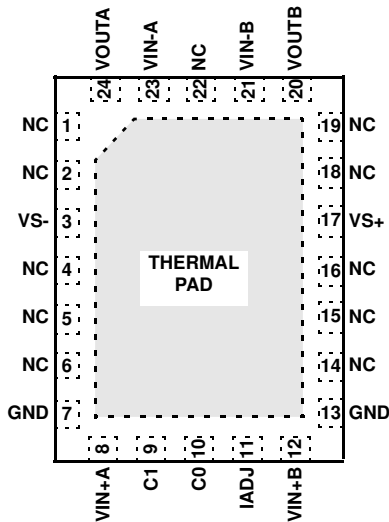 VOUTA
VIN-A
NC
VIN-B
VOUTB
24
23
22
21
20
NC 1
19 NC
NC 2
18 NC
VS- 3
17 VS+
NC 4
16 NC
THERMAL
PAD
NC 5
15 NC
NC 6
14 NC
GND 7
13 GND
8
9
10
11
12
VIN+A
C1
C0
IADJ
VIN+B